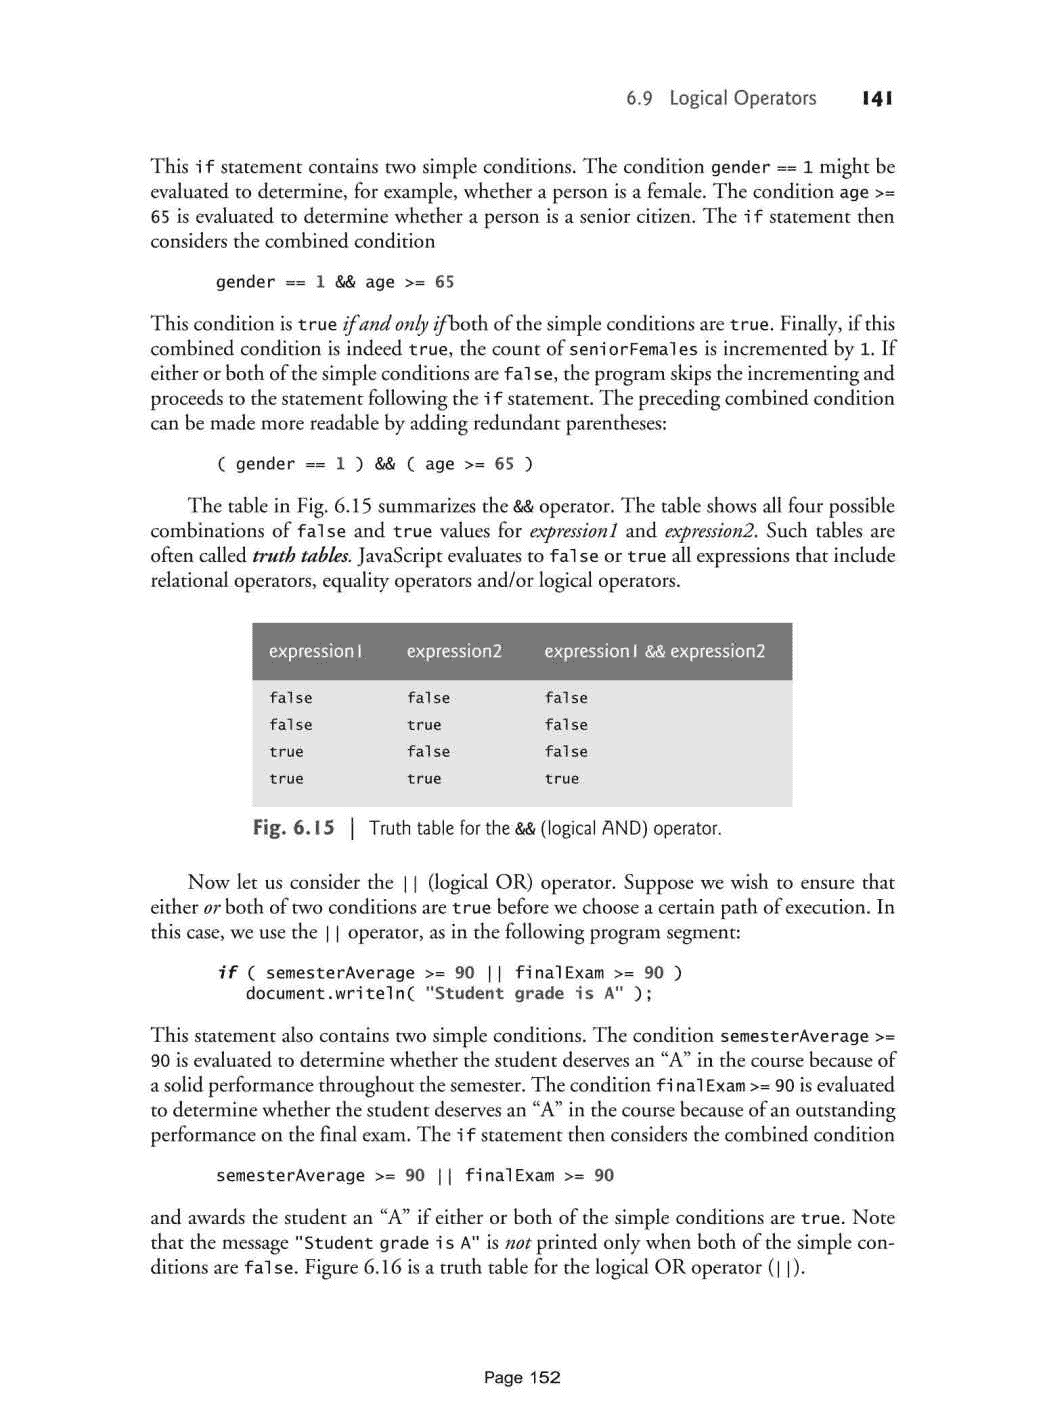 6.9 Logical Operators 141
This if statement contains two simple conditions. The condition gender == 1 might be
evaluated to determine, for example, whether a person is a female. The condition age >=
65 is evaluated to determine whether a person is a senior citizen. The if statement then
considers the combined condition
gender == 1 && age >= 65
This condition is true if and only if both of the simple conditions are true. Finally, if this
combined condition is indeed true, the count of seniorFemales is incremented by 1. If
either or both of the simple conditions are false, the program skips the incrementing and
proceeds to the statement following the if statement. The preceding combined condition
can be made more readable by adding redundant parentheses:
( gender == 1 ) && ( age >= 65 )
The table in Fig. 6.15 summarizes the && operator. The table shows all four possible
combinations of false and true values for expression1 and expression2. Such tables are
often called truth tables. JavaScript evaluates to false or true all expressions that include
relational operators, equality operators and/or logical operators.
expression1 expression2 expression1 && expression2
false false false
false true false
true false false
true true true
Fig. 6.15 | Truth table for the && (logical AND) operator.
Now let us consider the || (logical OR) operator. Suppose we wish to ensure that
either or both of two conditions are true before we choose a certain path of execution. In
this case, we use the || operator, as in the following program segment:
if ( semesterAverage >= 90 || finalExam >= 90 )
document.writeln( "Student grade is A" );
This statement also contains two simple conditions. The condition semesterAverage >=
90 is evaluated to determine whether the student deserves an “A” in the course because of
a solid performance throughout the semester. The condition finalExam >= 90 is evaluated
to determine whether the student deserves an “A” in the course because of an outstanding
performance on the final exam. The if statement then considers the combined condition
semesterAverage >= 90 || finalExam >= 90
and awards the student an “A” if either or both of the simple conditions are true. Note
that the message "Student grade is A" is not printed only when both of the simple con-
ditions are false. Figure 6.16 is a truth table for the logical OR operator (||).
Page 152